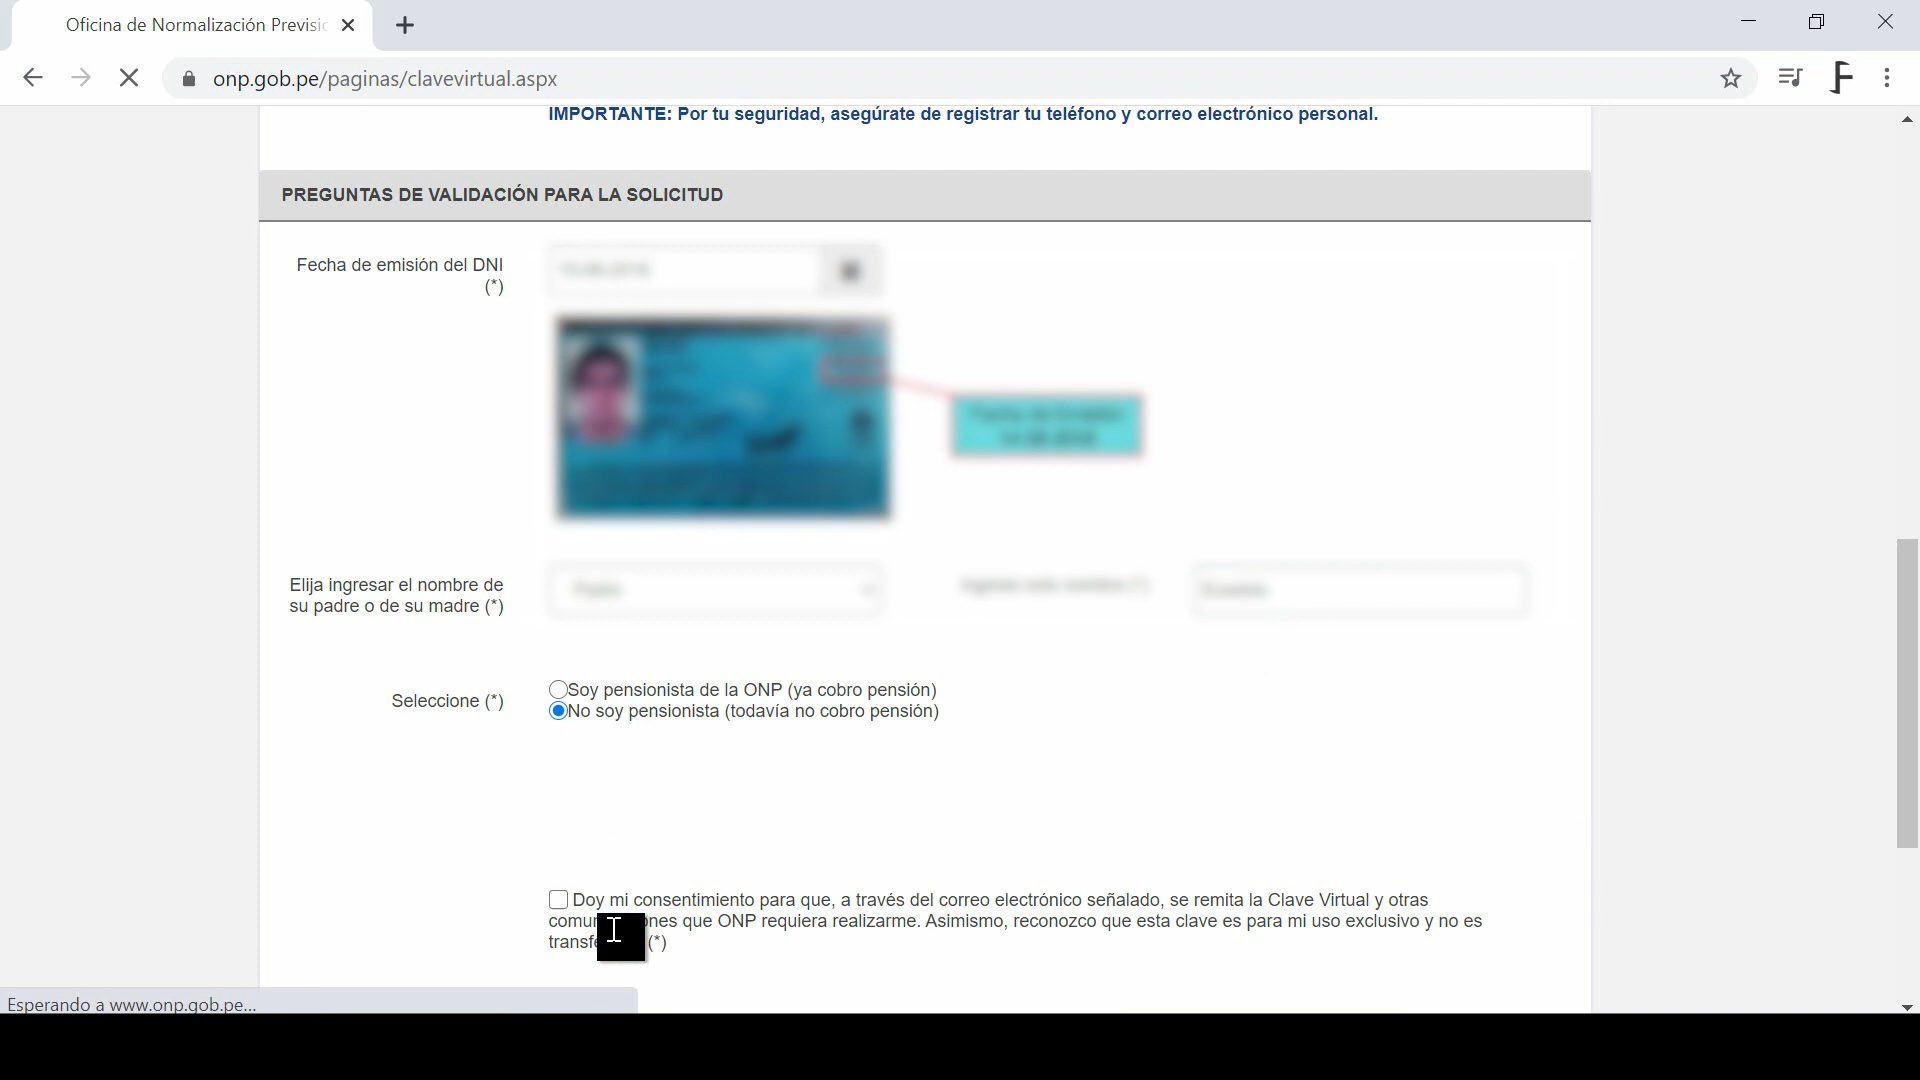 Oficina de Normalización Previsio
onp.gob.pe/paginas/clavevirtual.aspx
IMPORTANTE: Por tu seguridad, asegúrate de registrar tu teléfono y correo electrónico personal.
PREGUNTAS DE VALIDACIÓN PARA LA SOLICITUD
Fecha de emisión del DNI
(*)
Elija ingresar el nombre de
su padre o de su madre (*)
Seleccione (*)
Soy pensionista de la ONP (ya cobro pensión)
No soy pensionista (todavía no cobro pensión)
Doy mi consentimiento para que, a través del correo electrónico señalado, se remita la Clave Virtual y otras
que ONP requiera realizarme. Asimismo, reconozco que esta clave es para mi uso exclusivo y no es
(*)
Esperando a www.onp.gob.pe...